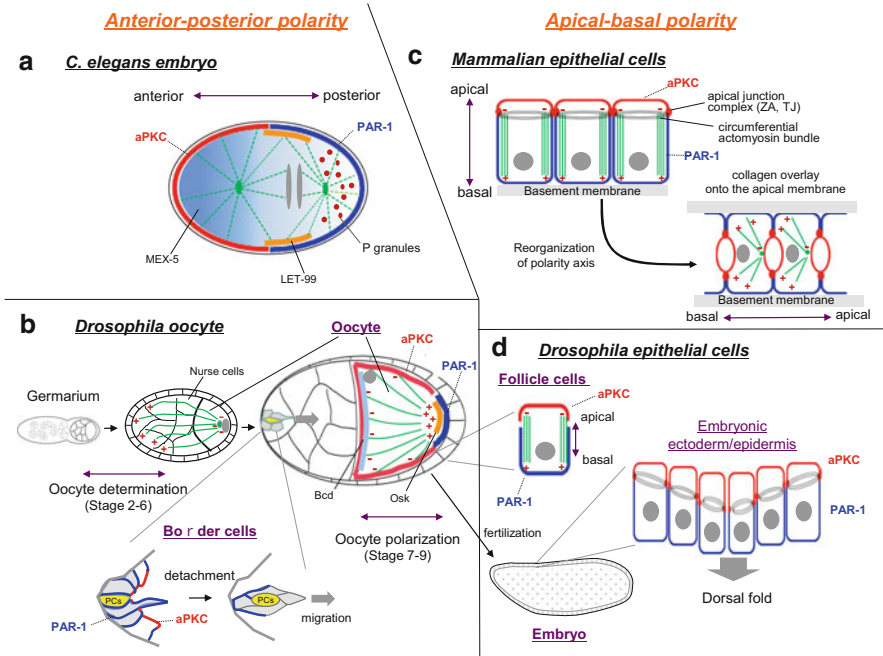 Anterior-posterior polarity
Apical-basal polarity
a
C. elegans embryo
anterior
posterior
aPKC
PAR-1
MEX-5
LET-99
P granules
c
Mammalian epithelial cells
aPKC
apical
basal
apical junction
complex (ZA, TJ)
circumferential
actomyosin bundle
PAR-1
Basement membrane
collagen overlay
onto the apical membrane
Reorganization
of polarity axis
Basement membrane
basal
apical
b
Drosophila oocyte
Oocyte
aPKC
PAR-1
Nurse cells
Germarium
Oocyte determination
(Stage 2-6)
Bcd
Osk
Oocyte polarization
(Stage 7-9)
Bo r der cells
detachment
PCs
PCs
PAR-1
aPKC
migration
d
Drosophila epithelial cells
Follicle cells
aPKC
apical
basal
PAR-1
Embryonic
ectoderm/epidermis
aPKC
PAR-1
fertilization
Dorsal fold
Embryo